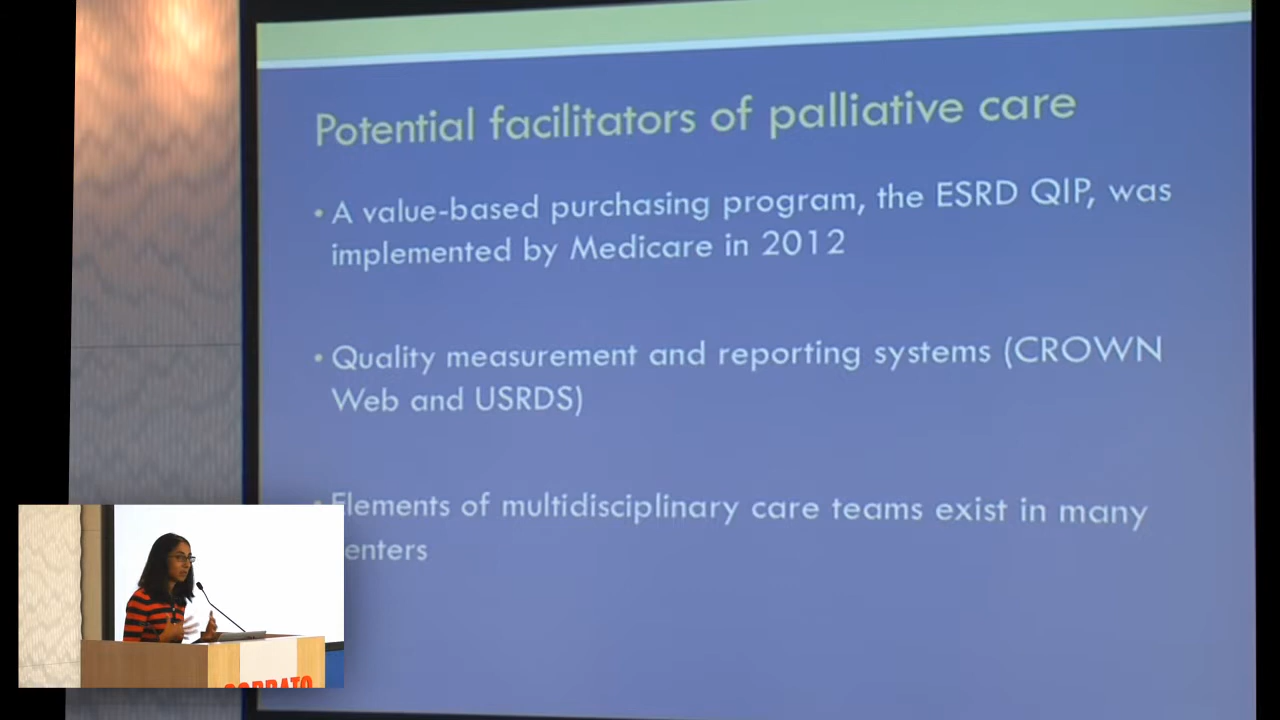 Potential facilitators of palliative care
• A value-based purchasing program, the ESRD QIP, was
implemented by Medicare in 2012
• Quality measurement and reporting systems (CROWN
Web and USRDS)
• Elements of multidisciplinary care teams exist in many
enters